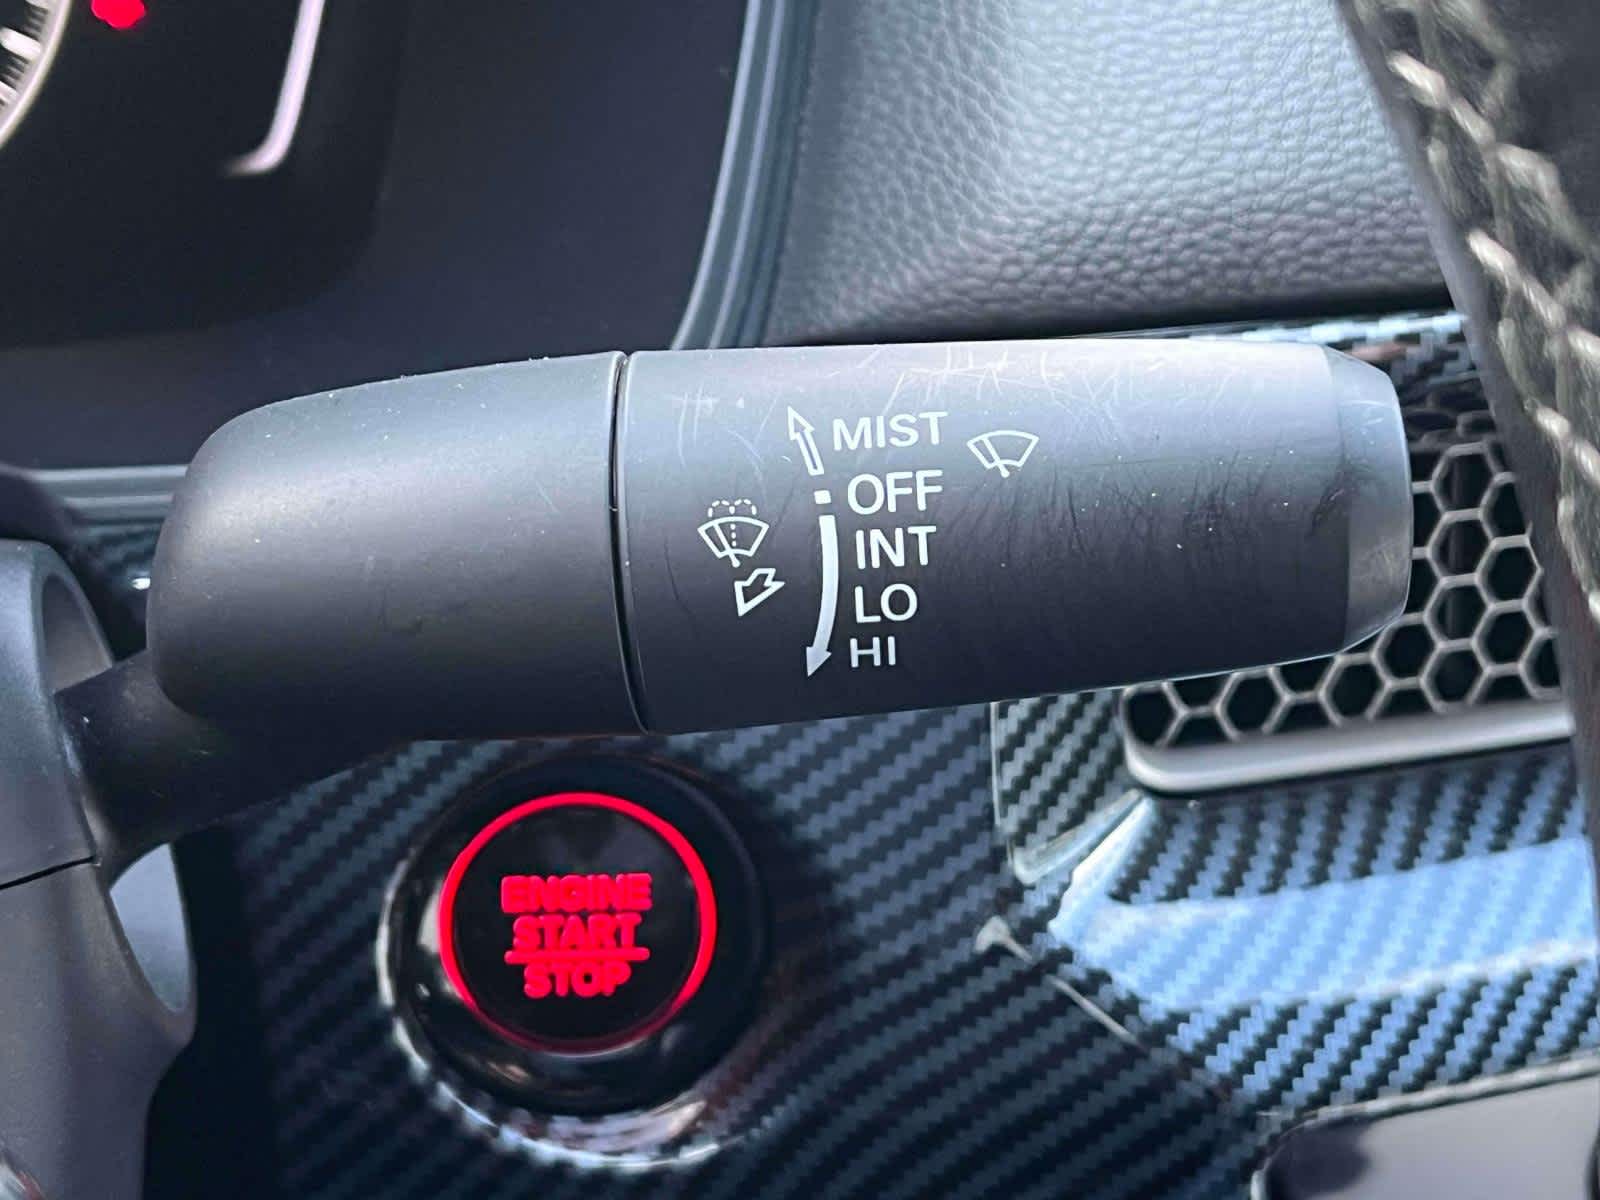 MIST
OFF
INT
LO
HI
ENGINE
START
STOP